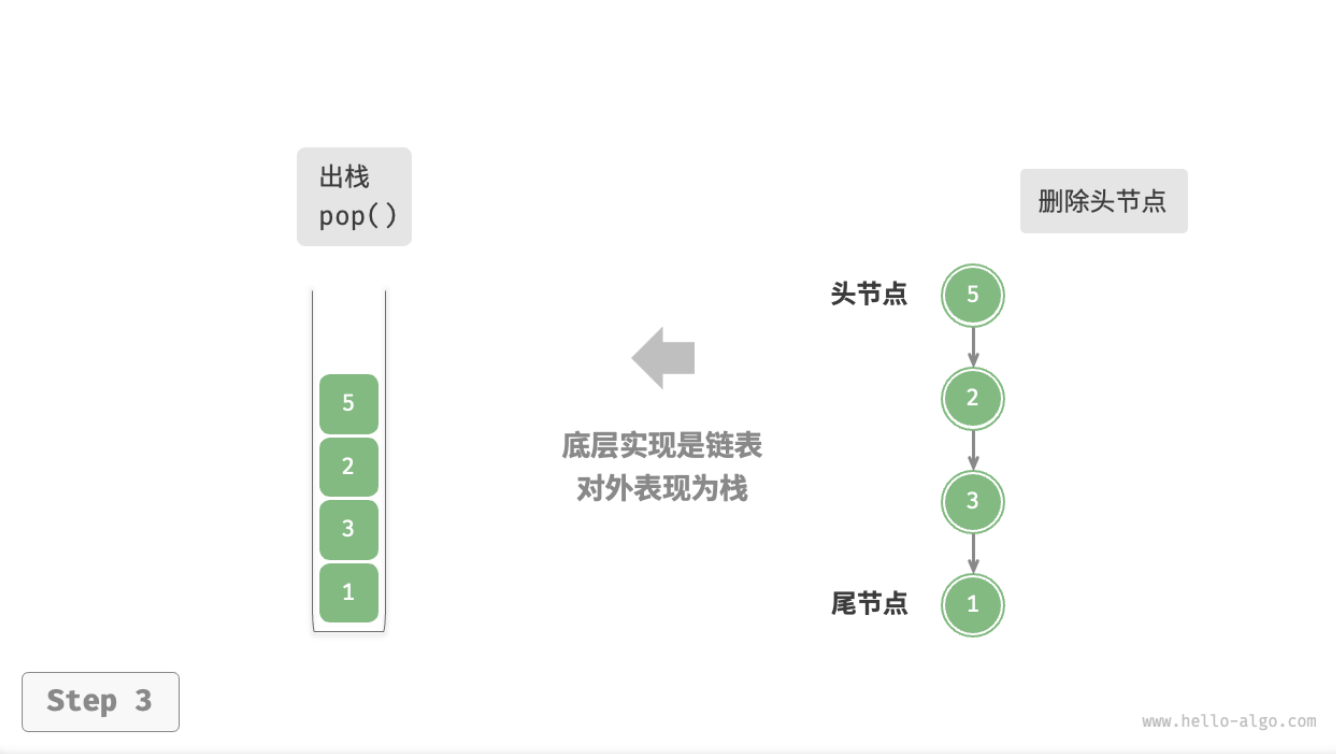 出栈
pop()
删除头节点
头节点
5
2
3
1
尾节点
5
2
3
1
底层实现是链表
对外表现为栈
Step 3
www.hello-algo.com